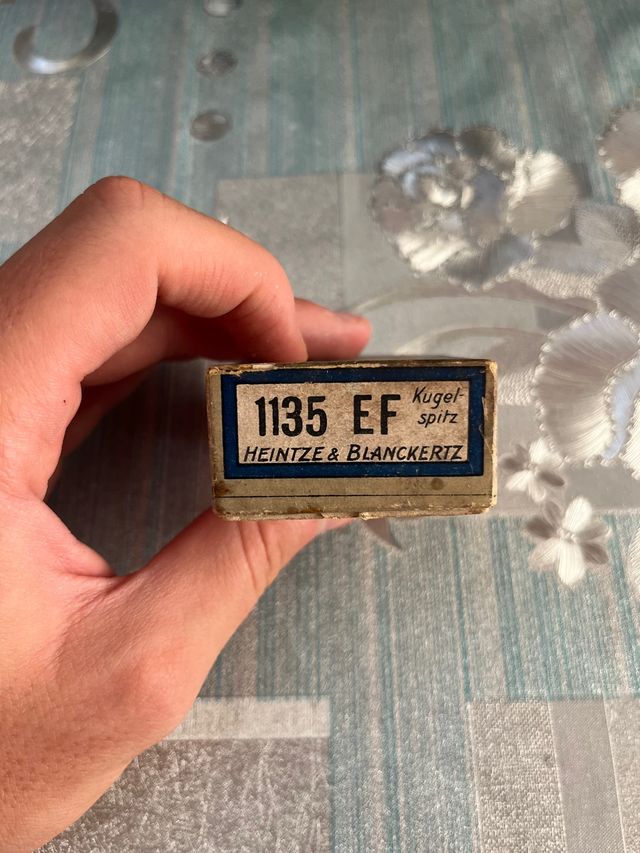 1135 EF Kugel-
spitz
HEINTZE & BLANCKERTZ